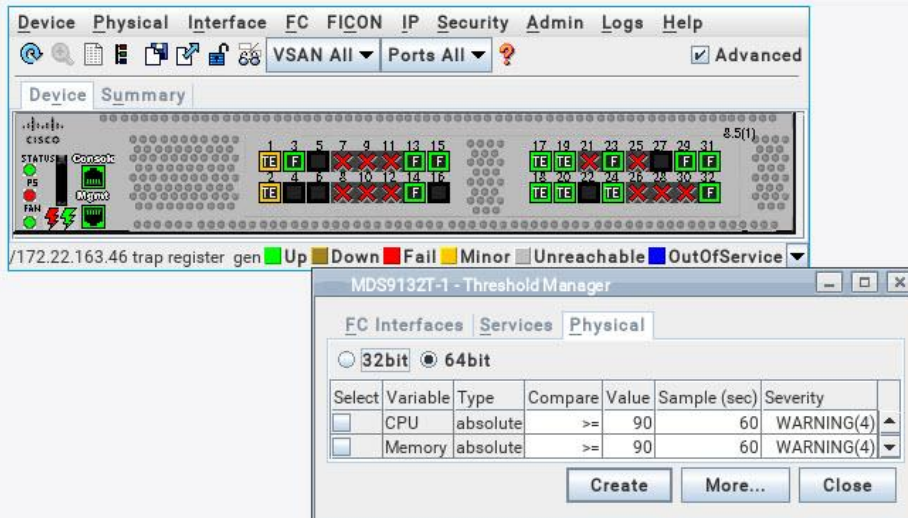 Device Physical Interface FC FICON IP Security Admin Logs Help
VSAN All Ports All ? Advanced
Device Summary
CISCO
8.5(1)
STATUS Console
PS
Mgmt
FAN
1 3 5 7 9 11 13 15 17 19 21 23 25 27 29 31
TE F F F TE TE F F F
2 4 6 8 10 12 14 16 18 20 22 24 26 28 30 32
TE F TE TE TE F
/172.22.163.46 trap register gen Up Down Fail Minor Unreachable OutOfService
MDS9132T-1 - Threshold Manager
FC Interfaces Services Physical
32bit 64bit
Select Variable Type Compare Value Sample (sec) Severity
CPU absolute >= 90 60 WARNING(4)
Memory absolute >= 90 60 WARNING(4)
Create More... Close